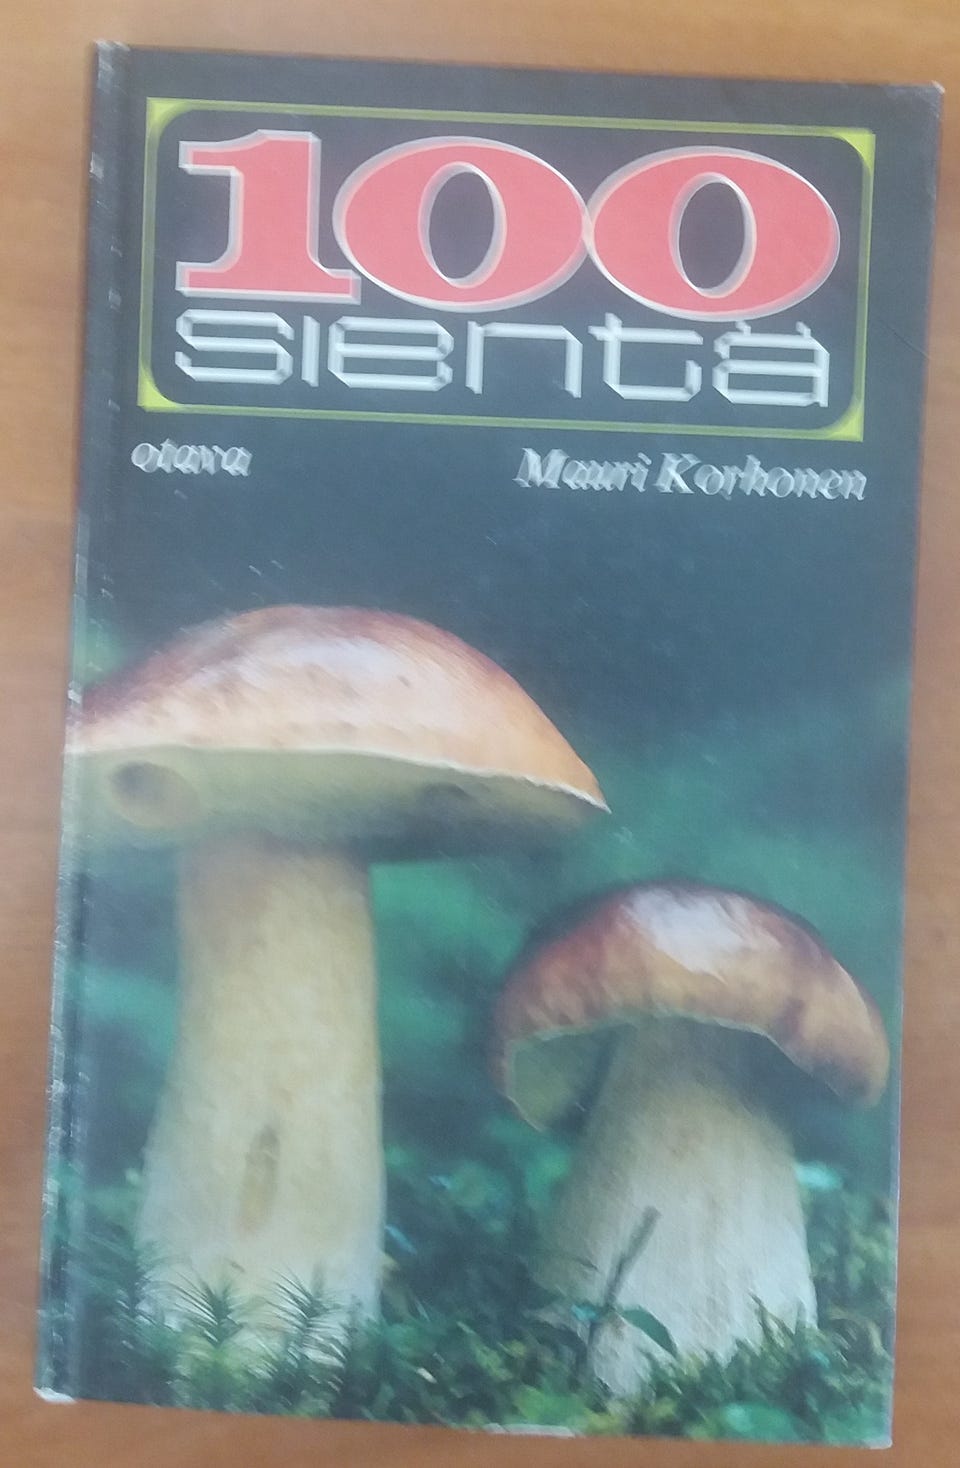 100
sientä
otava Mauri Korhonen